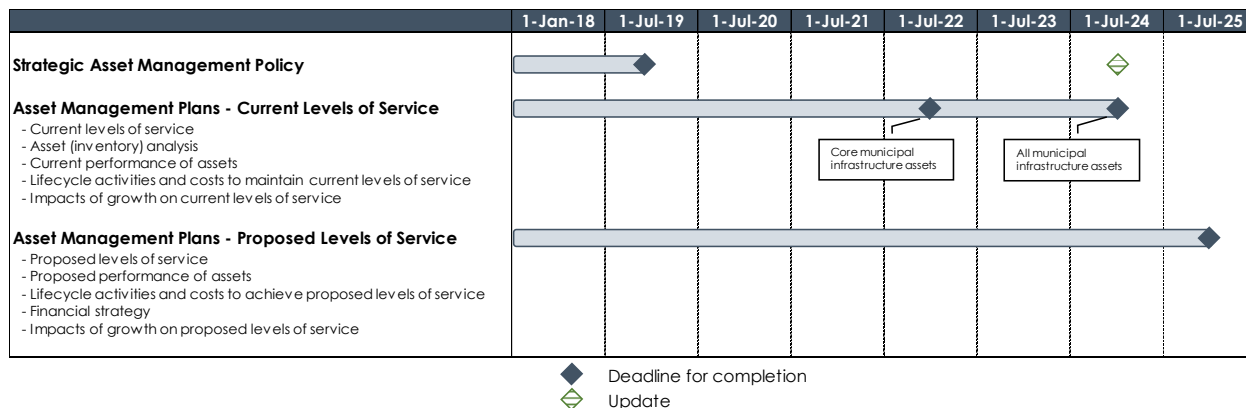 1-Jan-18 1-Jul-19 1-Jul-20 1-Jul-21 1-Jul-22 1-Jul-23 1-Jul-24 1-Jul-25
Strategic Asset Management Policy
Asset Management Plans - Current Levels of Service
- Current levels of service
- Asset (inventory) analysis
- Current performance of assets
- Lifecycle activities and costs to maintain current levels of service
- Impacts of growth on current levels of service
Core municipal
infrastructure assets
All municipal
infrastructure assets
Asset Management Plans - Proposed Levels of Service
- Proposed levels of service
- Proposed performance of assets
- Lifecycle activities and costs to achieve proposed levels of service
- Financial strategy
- Impacts of growth on proposed levels of service
Deadline for completion
Update